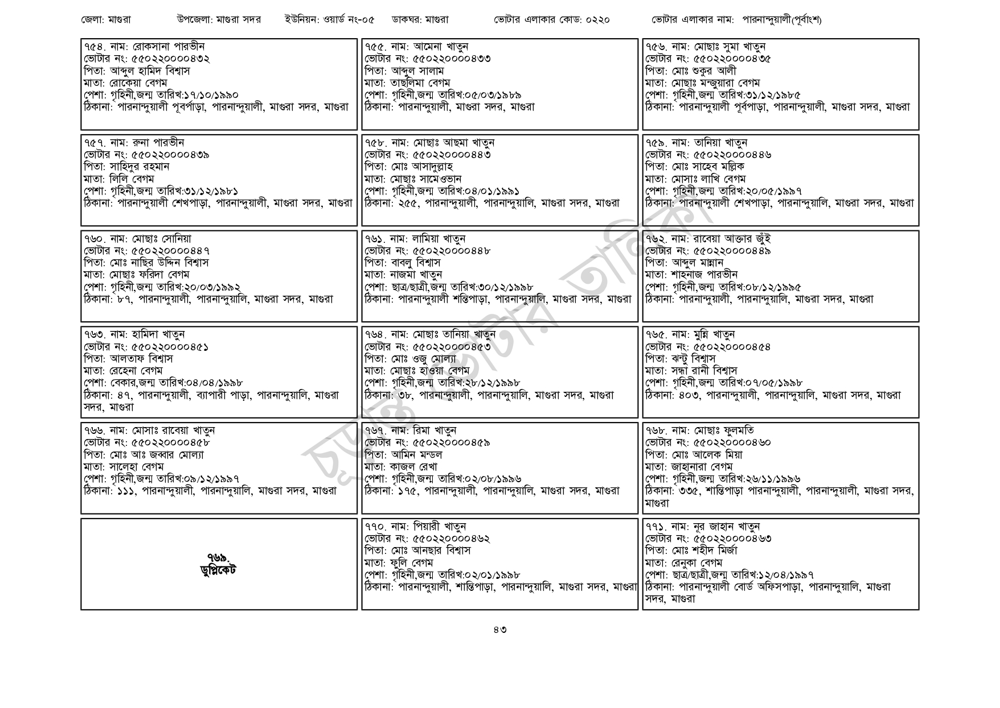 জেলা: মাগুরা উপজেলা: মাগুরা সদর ইউনিয়ন: ওয়ার্ড নং-০৫ ডাকঘর: মাগুরা ভোটার এলাকার কোড: ০২২০ ভোটার এলাকার নাম: পারনান্দুয়ালী(পূর্বাংশ)
৭৫৪. নাম: রোকসানা পারভীন
ভোটার নং: ৫৫০২২০০০০৪৩২
পিতা: আব্দুল হামিদ বিশ্বাস
মাতা: রোকেয়া বেগম
পেশা: গৃহিনী,জন্ম তারিখ:১৭/১০/১৯৯০
ঠিকানা: পারনান্দুয়ালী পূবর্পাড়া, পারনান্দুয়ালী, মাগুরা সদর, মাগুরা
৭৫৫. নাম: আমেনা খাতুন
ভোটার নং: ৫৫০২২০০০০৪৩৩
পিতা: আব্দুল সালাম
মাতা: তাছলিমা বেগম
পেশা: গৃহিনী,জন্ম তারিখ:০৫/০৩/১৯৮৯
ঠিকানা: পারনান্দুয়ালী, মাগুরা সদর, মাগুরা
৭৫৬. নাম: মোছাঃ সুমা খাতুন
ভোটার নং: ৫৫০২২০০০০৪৩৫
পিতা: মোঃ শুকুর আলী
মাতা: মোছাঃ মন্জুয়ারা বেগম
পেশা: গৃহিনী,জন্ম তারিখ:৩১/১২/১৯৮৫
ঠিকানা: পারনান্দুয়ালী পূর্বপাড়া, পারনান্দুয়ালী, মাগুরা সদর, মাগুরা
৭৫৭. নাম: রুনা পারভীন
ভোটার নং: ৫৫০২২০০০০৪৩৯
পিতা: সাহিদুর রহমান
মাতা: লিলি বেগম
পেশা: গৃহিনী,জন্ম তারিখ:৩১/১২/১৯৮১
ঠিকানা: পারনান্দুয়ালী শেখপাড়া, পারনান্দুয়ালী, মাগুরা সদর, মাগুরা
৭৫৮. নাম: মোছাঃ আছমা খাতুন
ভোটার নং: ৫৫০২২০০০০৪৪৩
পিতা: মোঃ আসাদুল্লাহ
মাতা: মোছাঃ সামেওভান
পেশা: গৃহিনী,জন্ম তারিখ:০৪/০১/১৯৯১
ঠিকানা: ২৫৫, পারনান্দুয়ালী, পারনান্দুয়ালি, মাগুরা সদর, মাগুরা
৭৫৯. নাম: তানিয়া খাতুন
ভোটার নং: ৫৫০২২০০০০৪৪৬
পিতা: মোঃ সাহেব মল্লিক
মাতা: মোসাঃ লাখি বেগম
পেশা: গৃহিনী,জন্ম তারিখ:২০/০৫/১৯৯৭
ঠিকানা: পারনান্দুয়ালী শেখপাড়া, পারনান্দুয়ালি, মাগুরা সদর, মাগুরা
৭৬০. নাম: মোছাঃ সোনিয়া
ভোটার নং: ৫৫০২২০০০০৪৪৭
পিতা: মোঃ নাছির উদ্দিন বিশ্বাস
মাতা: মোছাঃ ফরিদা বেগম
পেশা: গৃহিনী,জন্ম তারিখ:২০/০৩/১৯৯২
ঠিকানা: ৮৭, পারনান্দুয়ালী, পারনান্দুয়ালি, মাগুরা সদর, মাগুরা
৭৬১. নাম: লামিয়া খাতুন
ভোটার নং: ৫৫০২২০০০০৪৪৮
পিতা: বাবলু বিশ্বাস
মাতা: নাজমা খাতুন
পেশা: ছাত্র/ছাত্রী,জন্ম তারিখ:৩০/১২/১৯৯৮
ঠিকানা: পারনান্দুয়ালী শন্তিপাড়া, পারনান্দুয়ালি, মাগুরা সদর, মাগুরা
৭৬২. নাম: রাবেয়া আক্তার জুঁই
ভোটার নং: ৫৫০২২০০০০৪৪৯
পিতা: আব্দুল মান্নান
মাতা: শাহনাজ পারভীন
পেশা: গৃহিনী,জন্ম তারিখ:০৮/১২/১৯৯৫
ঠিকানা: পারনান্দুয়ালী, পারনান্দুয়ালি, মাগুরা সদর, মাগুরা
৭৬৩. নাম: হামিদা খাতুন
ভোটার নং: ৫৫০২২০০০০৪৫১
পিতা: আলতাফ বিশ্বাস
মাতা: রেহেনা বেগম
পেশা: বেকার,জন্ম তারিখ:০৪/০৪/১৯৯৮
ঠিকানা: ৪৭, পারনান্দুয়ালী, ব্যাপারী পাড়া, পারনান্দুয়ালি, মাগুরা
সদর, মাগুরা
৭৬৪. নাম: মোছাঃ তানিয়া খাতুন
ভোটার নং: ৫৫০২২০০০০৪৫৩
পিতা: মোঃ ওজু মোল্যা
মাতা: মোছাঃ হাওয়া বেগম
পেশা: গৃহিনী,জন্ম তারিখ:২৮/১২/১৯৯৮
ঠিকানা: ৩৮, পারনান্দুয়ালী, পারনান্দুয়ালি, মাগুরা সদর, মাগুরা
৭৬৫. নাম: মুন্নি খাতুন
ভোটার নং: ৫৫০২২০০০০৪৫৪
পিতা: ঝন্টু বিশ্বাস
মাতা: সন্ধা রানী বিশ্বাস
পেশা: গৃহিনী,জন্ম তারিখ:০৭/০৫/১৯৯৮
ঠিকানা: ৪০৩, পারনান্দুয়ালী, পারনান্দুয়ালি, মাগুরা সদর, মাগুরা
৭৬৬. নাম: মোসাঃ রাবেয়া খাতুন
ভোটার নং: ৫৫০২২০০০০৪৫৮
পিতা: মোঃ আঃ জব্বার মোল্যা
মাতা: সালেহা বেগম
পেশা: গৃহিনী,জন্ম তারিখ:০৯/১২/১৯৯৭
ঠিকানা: ১১১, পারনান্দুয়ালী, পারনান্দুয়ালি, মাগুরা সদর, মাগুরা
৭৬৭. নাম: রিমা খাতুন
ভোটার নং: ৫৫০২২০০০০৪৫৯
পিতা: আমিন মন্ডল
মাতা: কাজল রেখা
পেশা: গৃহিনী,জন্ম তারিখ:০২/০৮/১৯৯৬
ঠিকানা: ১৭৫, পারনান্দুয়ালী, পারনান্দুয়ালি, মাগুরা সদর, মাগুরা
৭৬৮. নাম: মোছাঃ ফুলমতি
ভোটার নং: ৫৫০২২০০০০৪৬০
পিতা: মোঃ আলেক মিয়া
মাতা: জাহানারা বেগম
পেশা: গৃহিনী,জন্ম তারিখ:২৬/১১/১৯৯৬
ঠিকানা: ৩৩৫, শান্তিপাড়া পারনান্দুয়ালী, পারনান্দুয়ালী, মাগুরা সদর,
মাগুরা
৭৬৯.
ডুপ্লিকেট
৭৭০. নাম: পিয়ারী খাতুন
ভোটার নং: ৫৫০২২০০০০৪৬২
পিতা: মোঃ আনছার বিশ্বাস
মাতা: ফুলি বেগম
পেশা: গৃহিনী,জন্ম তারিখ:০২/০১/১৯৯৮
ঠিকানা: পারনান্দুয়ালী, শান্তিপাড়া, পারনান্দুয়ালি, মাগুরা সদর, মাগুরা
৭৭১. নাম: নূর জাহান খাতুন
ভোটার নং: ৫৫০২২০০০০৪৬৩
পিতা: মোঃ শহীদ মির্জা
মাতা: রেনুকা বেগম
পেশা: ছাত্র/ছাত্রী,জন্ম তারিখ:১২/০৪/১৯৯৭
ঠিকানা: পারনান্দুয়ালী বোর্ড অফিসপাড়া, পারনান্দুয়ালি, মাগুরা
সদর, মাগুরা
চূড়ান্ত ভোটার তালিকা
৪৩